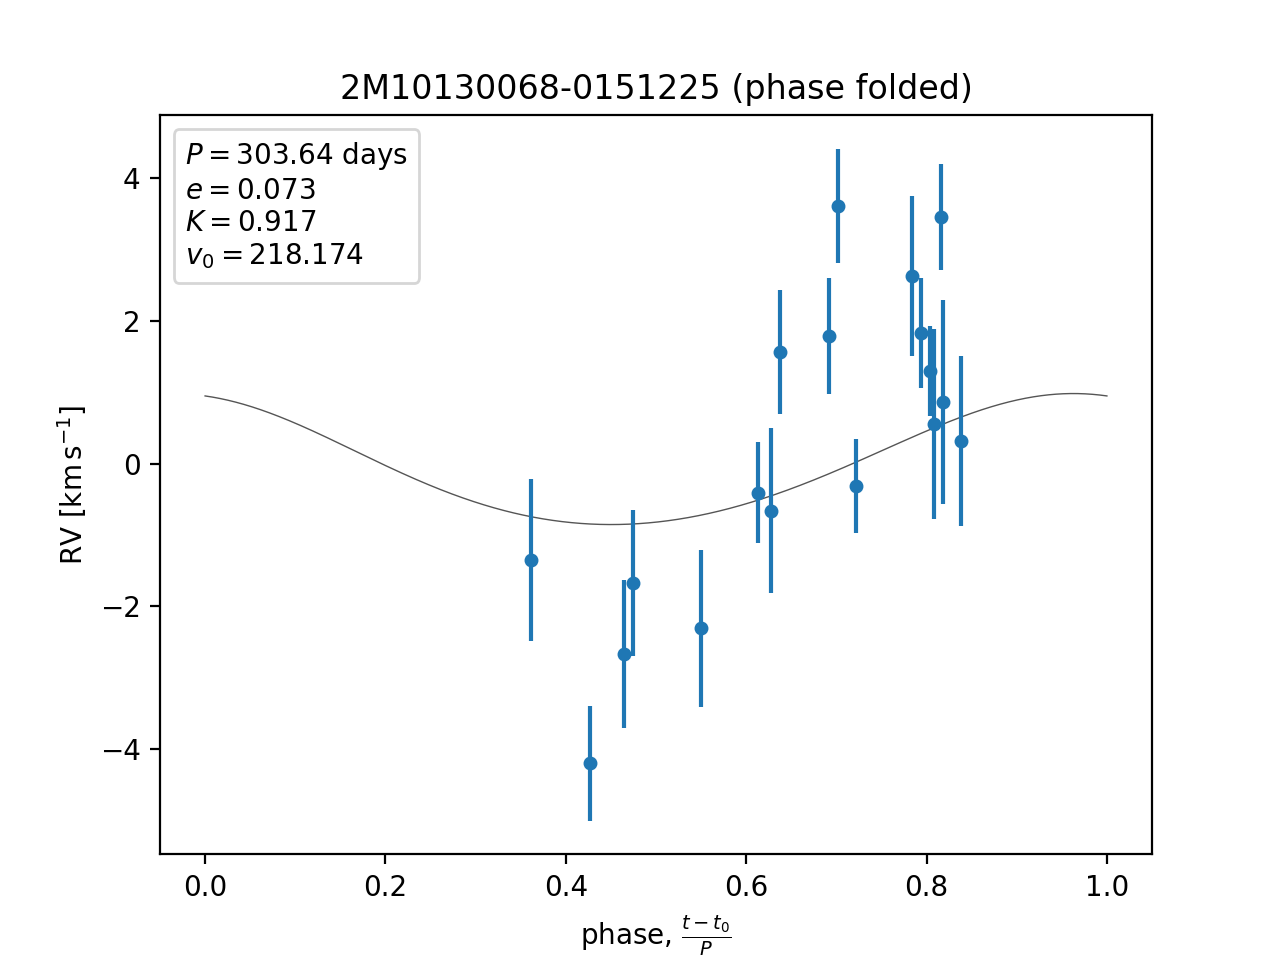 2M10130068-0151225 (phase folded)
P = 303.64 days
e = 0.073
K = 0.917
v₀ = 218.174
4
2
0
−2
−4
RV [km s⁻¹]
0.0 0.2 0.4 0.6 0.8 1.0
phase, (t − t₀)/P